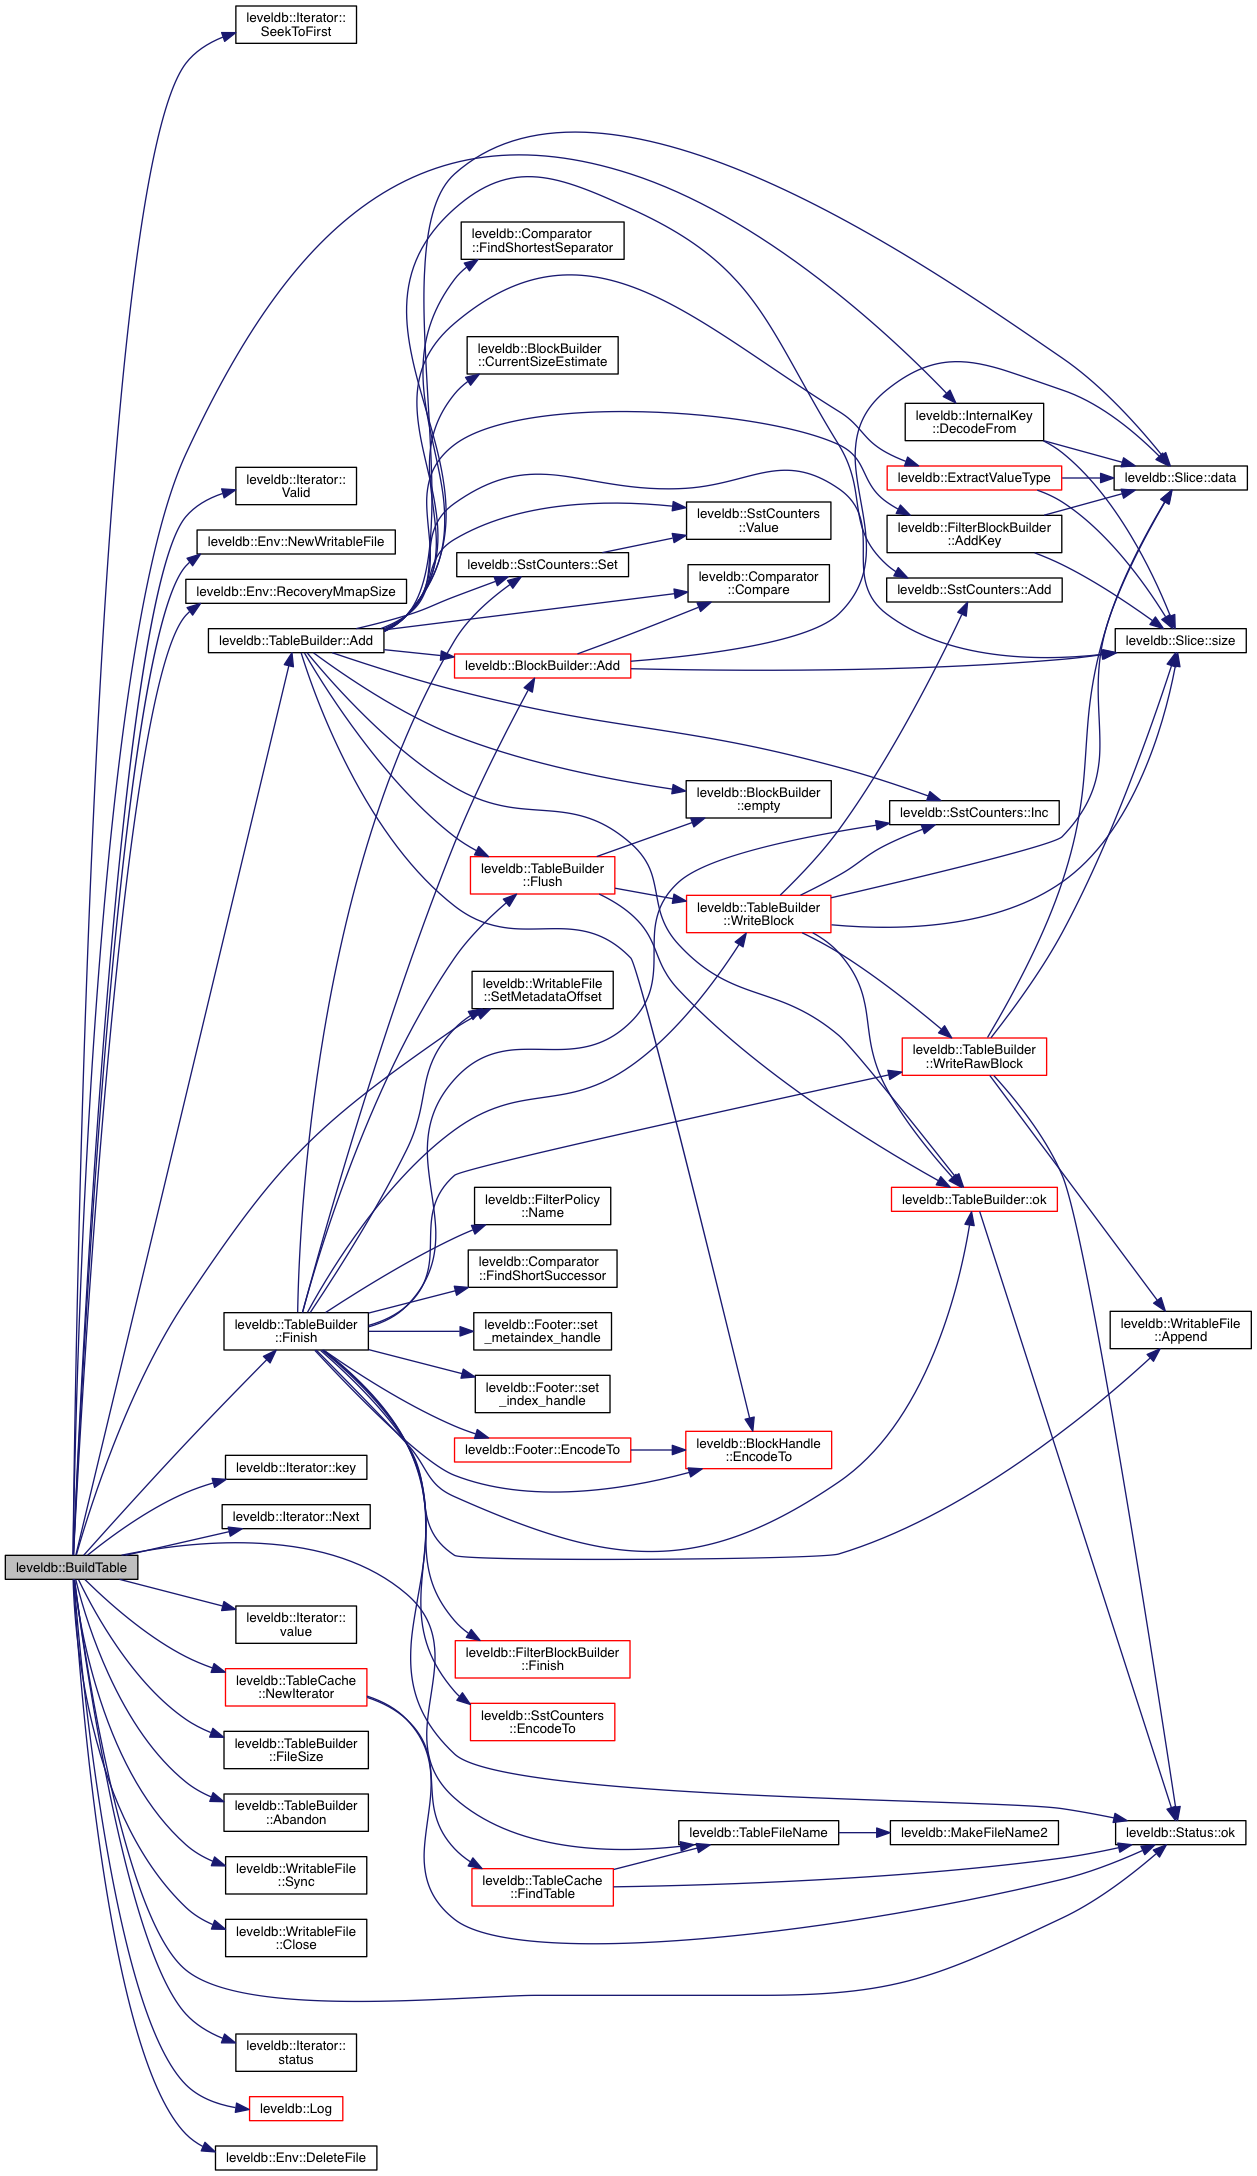 leveldb::Iterator::
SeekToFirst
leveldb::Comparator
::FindShortestSeparator
leveldb::BlockBuilder
::CurrentSizeEstimate
leveldb::InternalKey
::DecodeFrom
leveldb::Iterator::
Valid
leveldb::ExtractValueType
leveldb::Slice::data
leveldb::SstCounters
::Value
leveldb::FilterBlockBuilder
::AddKey
leveldb::Env::NewWritableFile
leveldb::SstCounters::Set
leveldb::Comparator
::Compare
leveldb::SstCounters::Add
leveldb::Env::RecoveryMmapSize
leveldb::TableBuilder::Add
leveldb::Slice::size
leveldb::BlockBuilder::Add
leveldb::BlockBuilder
::empty
leveldb::SstCounters::Inc
leveldb::TableBuilder
::Flush
leveldb::TableBuilder
::WriteBlock
leveldb::WritableFile
::SetMetadataOffset
leveldb::TableBuilder
::WriteRawBlock
leveldb::FilterPolicy
::Name
leveldb::TableBuilder::ok
leveldb::Comparator
::FindShortSuccessor
leveldb::TableBuilder
::Finish
leveldb::Footer::set
_metaindex_handle
leveldb::WritableFile
::Append
leveldb::Footer::set
_index_handle
leveldb::Footer::EncodeTo
leveldb::BlockHandle
::EncodeTo
leveldb::Iterator::key
leveldb::Iterator::Next
leveldb::BuildTable
leveldb::Iterator::
value
leveldb::FilterBlockBuilder
::Finish
leveldb::TableCache
::NewIterator
leveldb::SstCounters
::EncodeTo
leveldb::TableBuilder
::FileSize
leveldb::TableBuilder
::Abandon
leveldb::TableFileName
leveldb::MakeFileName2
leveldb::Status::ok
leveldb::WritableFile
::Sync
leveldb::TableCache
::FindTable
leveldb::WritableFile
::Close
leveldb::Iterator::
status
leveldb::Log
leveldb::Env::DeleteFile